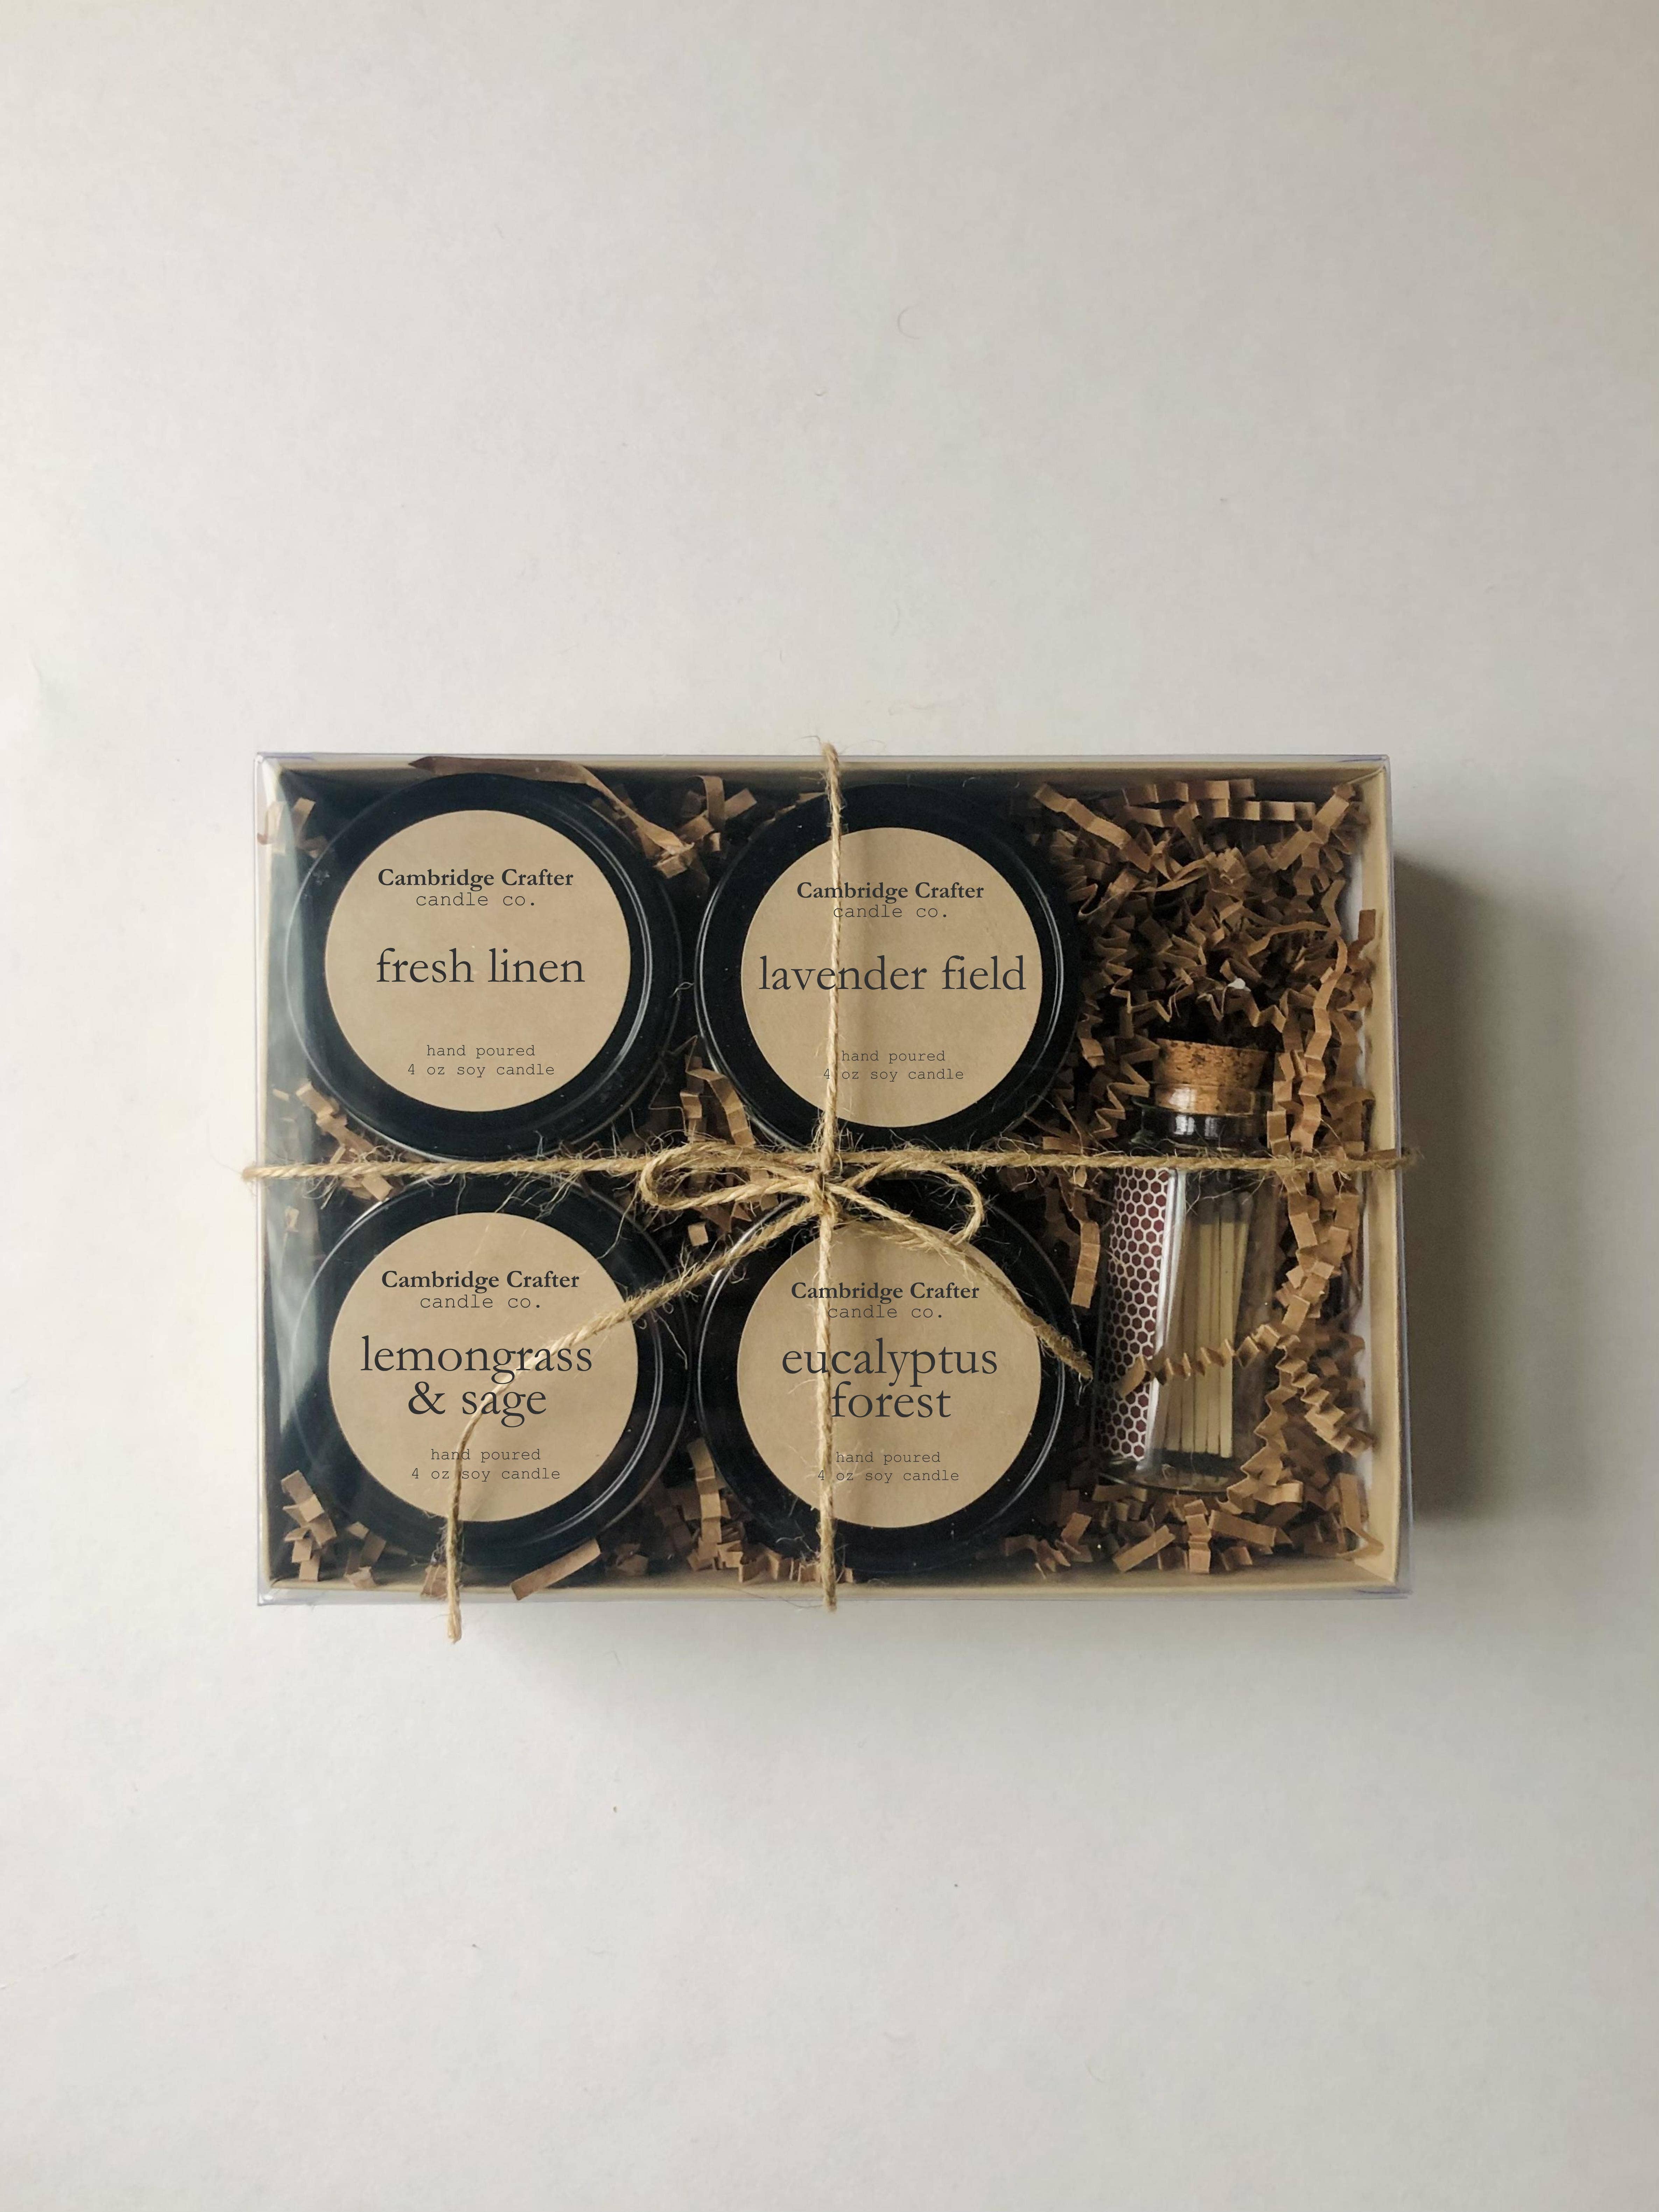 Cambridge Crafter
candle co.
fresh linen
hand poured
4 oz soy candle
Cambridge Crafter
candle co.
lavender field
hand poured
4 oz soy candle
Cambridge Crafter
candle co.
lemongrass
& sage
hand poured
4 oz soy candle
Cambridge Crafter
candle co.
eucalyptus
forest
hand poured
4 oz soy candle